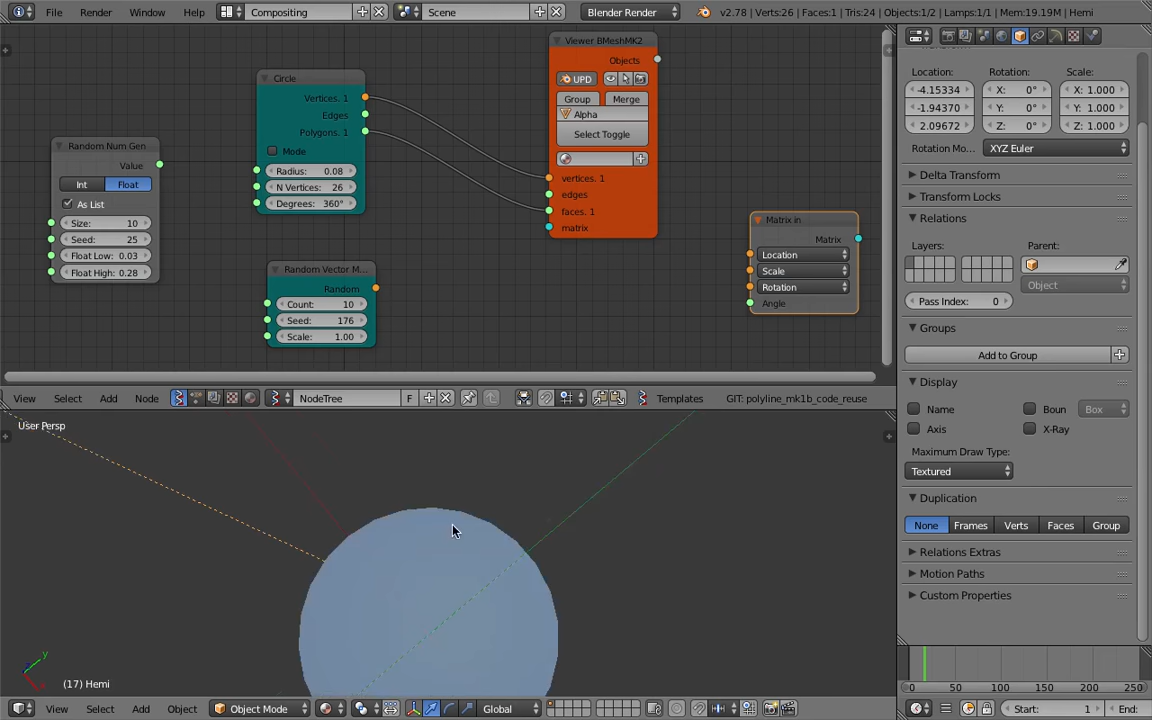 File Render Window Help Compositing Scene Blender Render v2.78 | Verts:26 | Faces:1 | Tris:24 | Objects:1/2 | Lamps:1/1 | Mem:19.19M | Hemi
Random Num Gen
Value
Int Float
As List
Size: 10
Seed: 25
Float Low: 0.03
Float High: 0.28
Circle
Vertices. 1
Edges
Polygons. 1
Mode
Radius: 0.08
N Vertices: 26
Degrees: 360°
Random Vector M...
Random
Count: 10
Seed: 176
Scale: 1.00
Viewer BMeshMK2
Objects
UPD
Group Merge
Alpha
Select Toggle
vertices. 1
edges
faces. 1
matrix
Matrix in
Matrix
Location
Scale
Rotation
Angle
View Select Add Node NodeTree F Templates GIT: polyline_mk1b_code_reuse
User Persp
y
(17) Hemi
View Select Add Object Object Mode Global
Location: Rotation: Scale:
-4.15334 X: 0° X: 1.000
-1.94370 Y: 0° Y: 1.000
2.09672 Z: 0° Z: 1.000
Rotation Mo... XYZ Euler
Delta Transform
Transform Locks
Relations
Layers: Parent:
Object
Pass Index: 0
Groups
Add to Group
Display
Name Boun Box
Axis X-Ray
Maximum Draw Type:
Textured
Duplication
None Frames Verts Faces Group
Relations Extras
Motion Paths
Custom Properties
0 50 100 150 200 250
Start: 1 End: